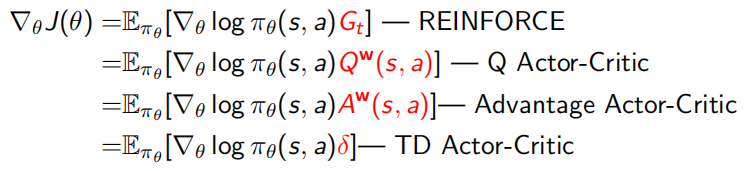 ∇θJ(θ) =𝔼πθ[∇θ log πθ(s, a)Gt] — REINFORCE
=𝔼πθ[∇θ log πθ(s, a)Qʷ(s, a)] — Q Actor-Critic
=𝔼πθ[∇θ log πθ(s, a)Aʷ(s, a)]— Advantage Actor-Critic
=𝔼πθ[∇θ log πθ(s, a)δ]— TD Actor-Critic